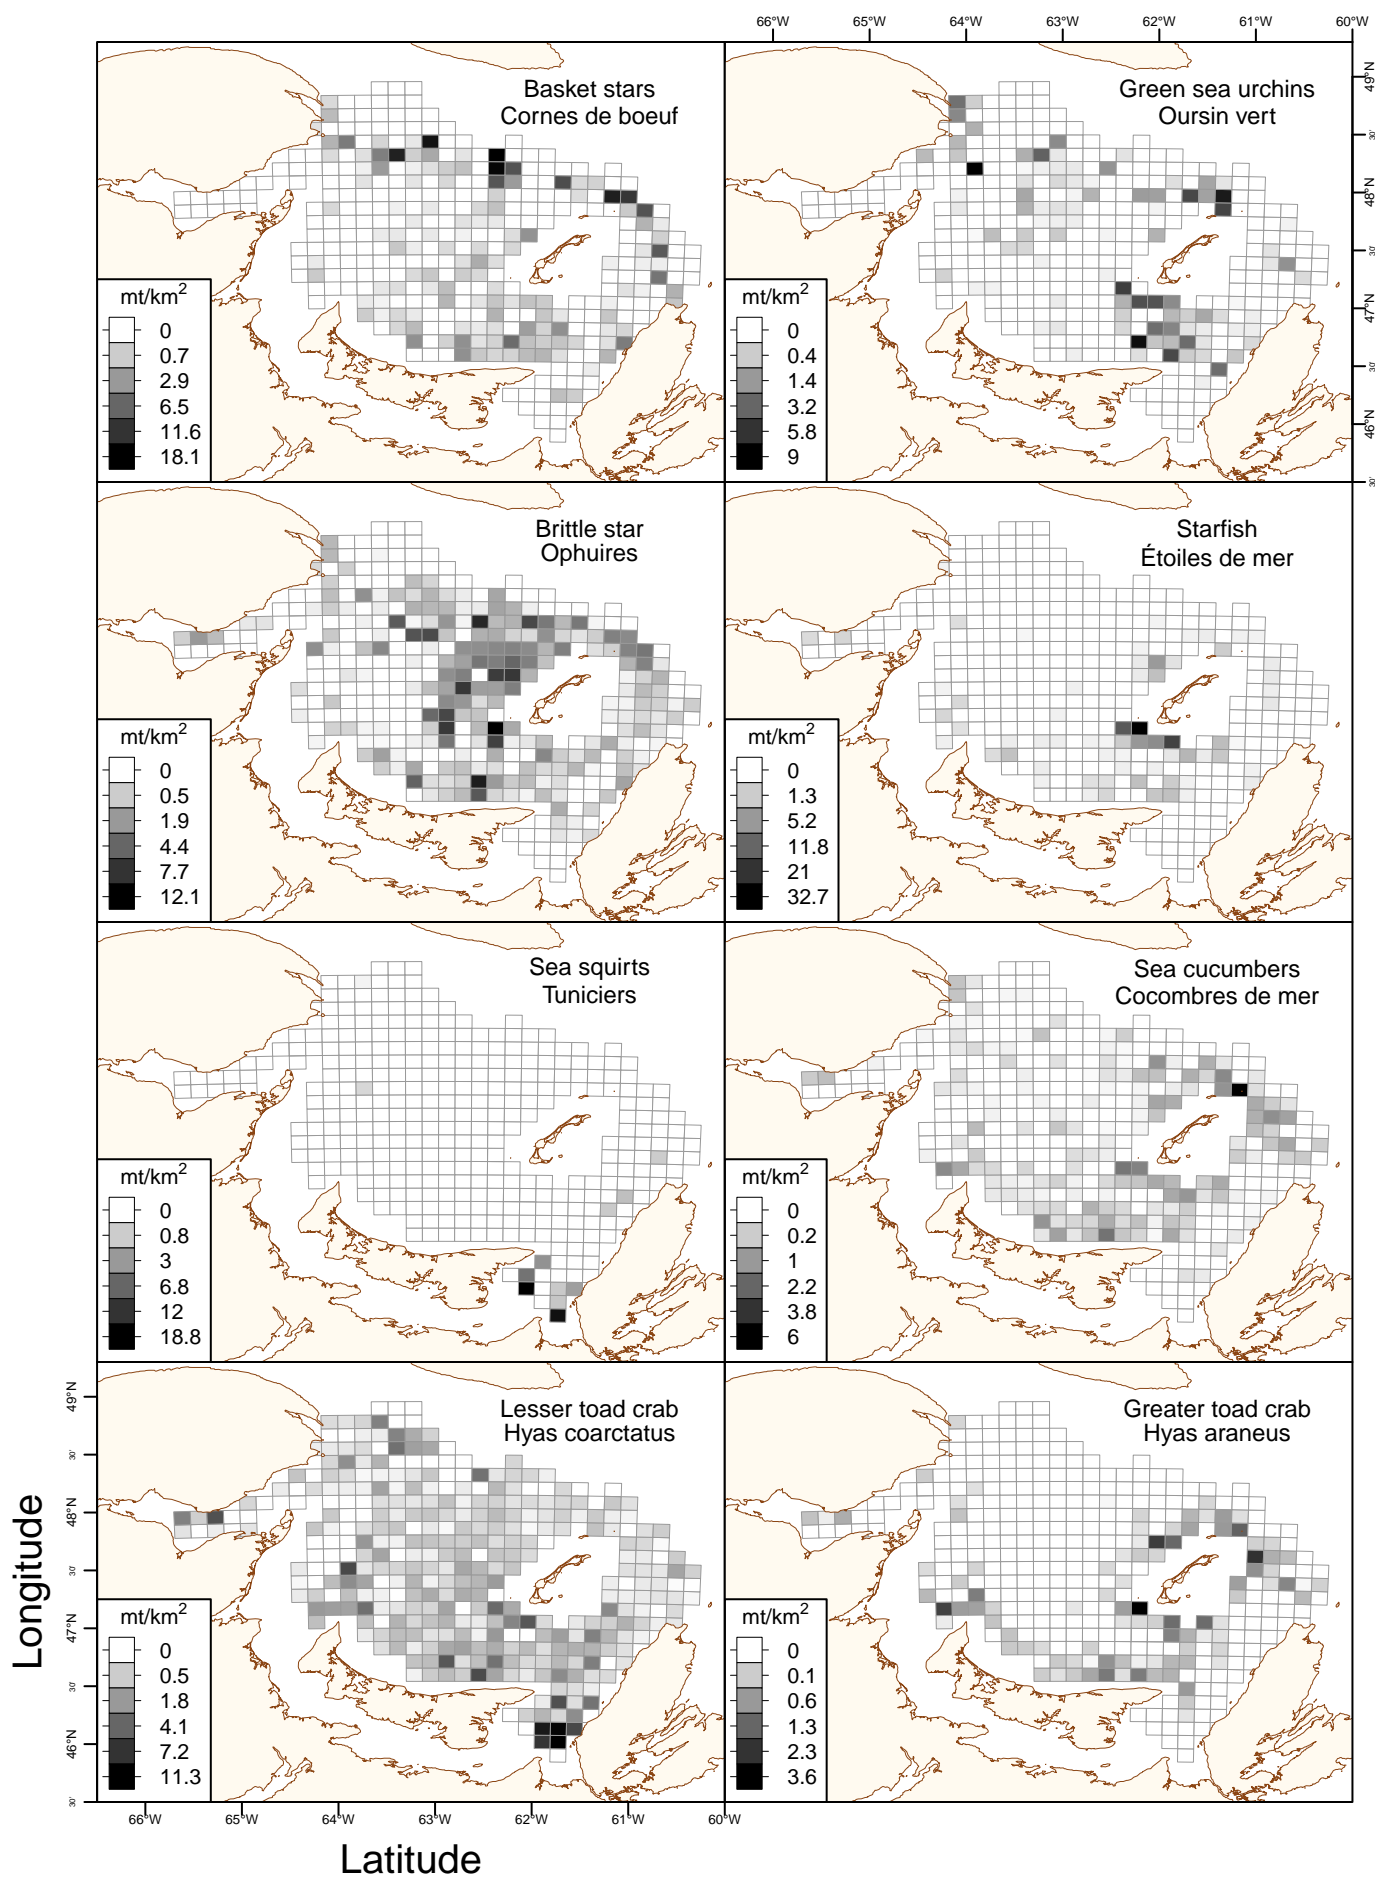 66°W 65°W 64°W 63°W 62°W 61°W 60°W
Basket stars
Cornes de boeuf
mt/km2
0
0.7
2.9
6.5
11.6
18.1
Green sea urchins
Oursin vert
mt/km2
0
0.4
1.4
3.2
5.8
9
49°N
30'
48°N
30'
47°N
30'
46°N
30'
Brittle star
Ophuires
mt/km2
0
0.5
1.9
4.4
7.7
12.1
Starfish
Étoiles de mer
mt/km2
0
1.3
5.2
11.8
21
32.7
Sea squirts
Tuniciers
mt/km2
0
0.8
3
6.8
12
18.8
Sea cucumbers
Cocombres de mer
mt/km2
0
0.2
1
2.2
3.8
6
49°N
30'
48°N
30'
47°N
30'
46°N
30'
Longitude
Lesser toad crab
Hyas coarctatus
mt/km2
0
0.5
1.8
4.1
7.2
11.3
Greater toad crab
Hyas araneus
mt/km2
0
0.1
0.6
1.3
2.3
3.6
66°W 65°W 64°W 63°W 62°W 61°W 60°W
Latitude